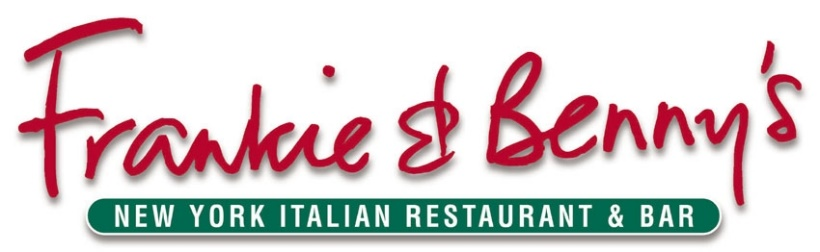 Frankie & Benny's
NEW YORK ITALIAN RESTAURANT & BAR